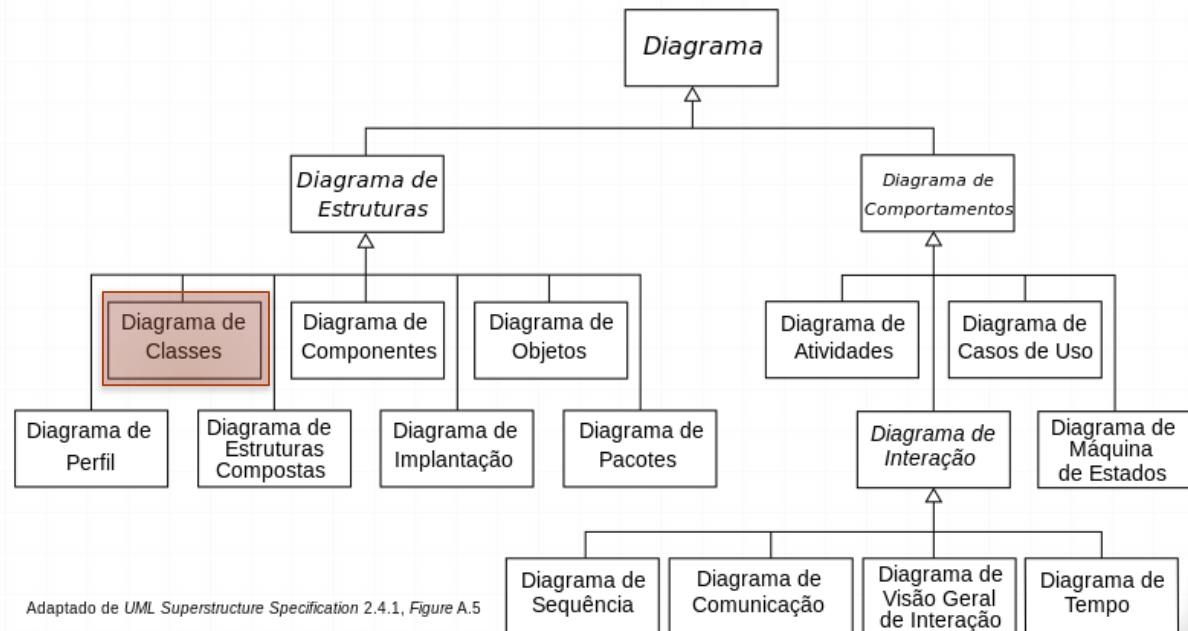 Diagrama
Diagrama de
Estruturas
Diagrama de
Comportamentos
Diagrama de
Classes
Diagrama de
Componentes
Diagrama de
Objetos
Diagrama de
Atividades
Diagrama de
Casos de Uso
Diagrama de
Perfil
Diagrama de
Estruturas
Compostas
Diagrama de
Implantação
Diagrama de
Pacotes
Diagrama de
Interação
Diagrama de
Máquina
de Estados
Diagrama de
Sequência
Diagrama de
Comunicação
Diagrama de
Visão Geral
de Interação
Diagrama de
Tempo
Adaptado de UML Superstructure Specification 2.4.1, Figure A.5